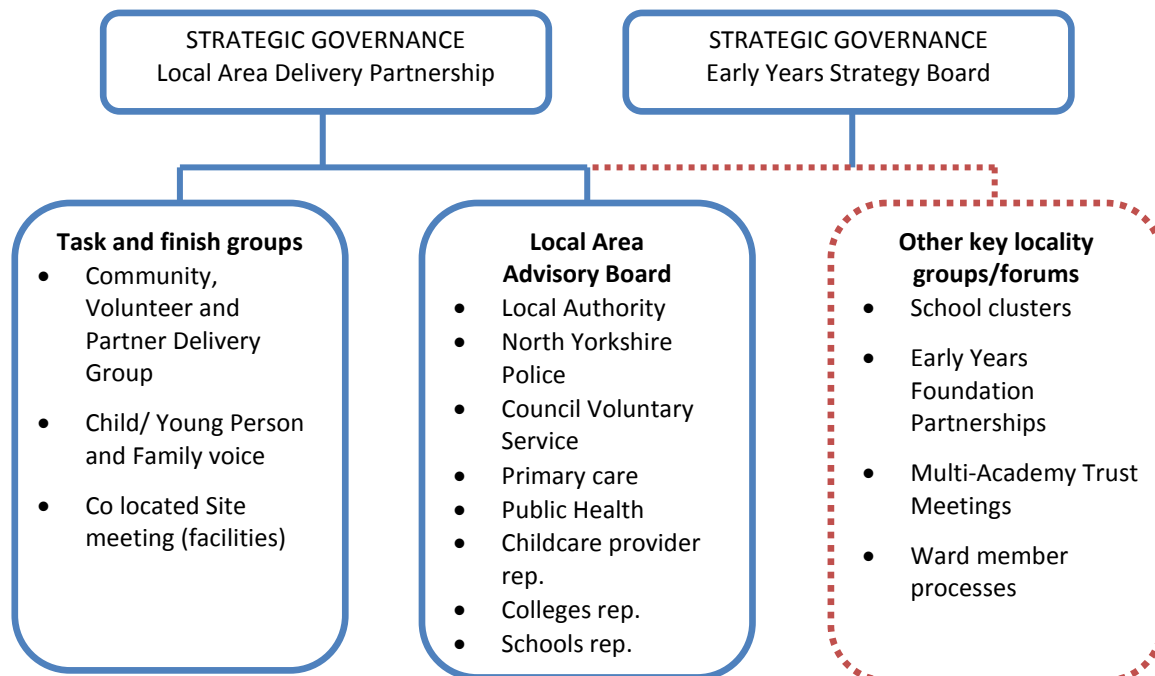 STRATEGIC GOVERNANCE
Local Area Delivery Partnership
STRATEGIC GOVERNANCE
Early Years Strategy Board
Task and finish groups
• Community,
Volunteer and
Partner Delivery
Group
• Child/ Young Person
and Family voice
• Co located Site
meeting (facilities)
Local Area
Advisory Board
• Local Authority
• North Yorkshire
Police
• Council Voluntary
Service
• Primary care
• Public Health
• Childcare provider
rep.
• Colleges rep.
• Schools rep.
Other key locality
groups/forums
• School clusters
• Early Years
Foundation
Partnerships
• Multi-Academy Trust
Meetings
• Ward member
processes